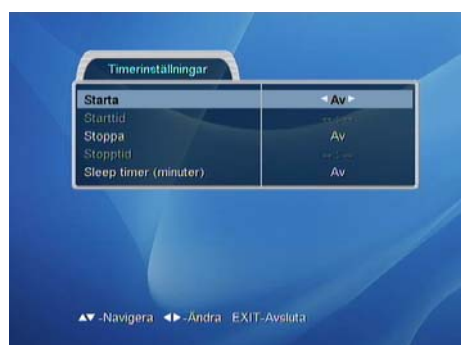 Timerinställningar
Starta ◄ Av ►
Starttid --:--
Stoppa Av
Stopptid --:--
Sleep timer (minuter) Av
▲▼ -Navigera ◄► -Ändra EXIT-Avsluta